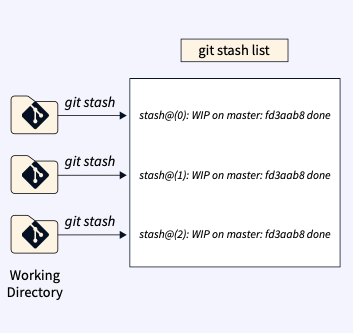 git stash list
git stash
stash@(0): WIP on master: fd3aab8 done
git stash
stash@(1): WIP on master: fd3aab8 done
git stash
stash@(2): WIP on master: fd3aab8 done
Working
Directory